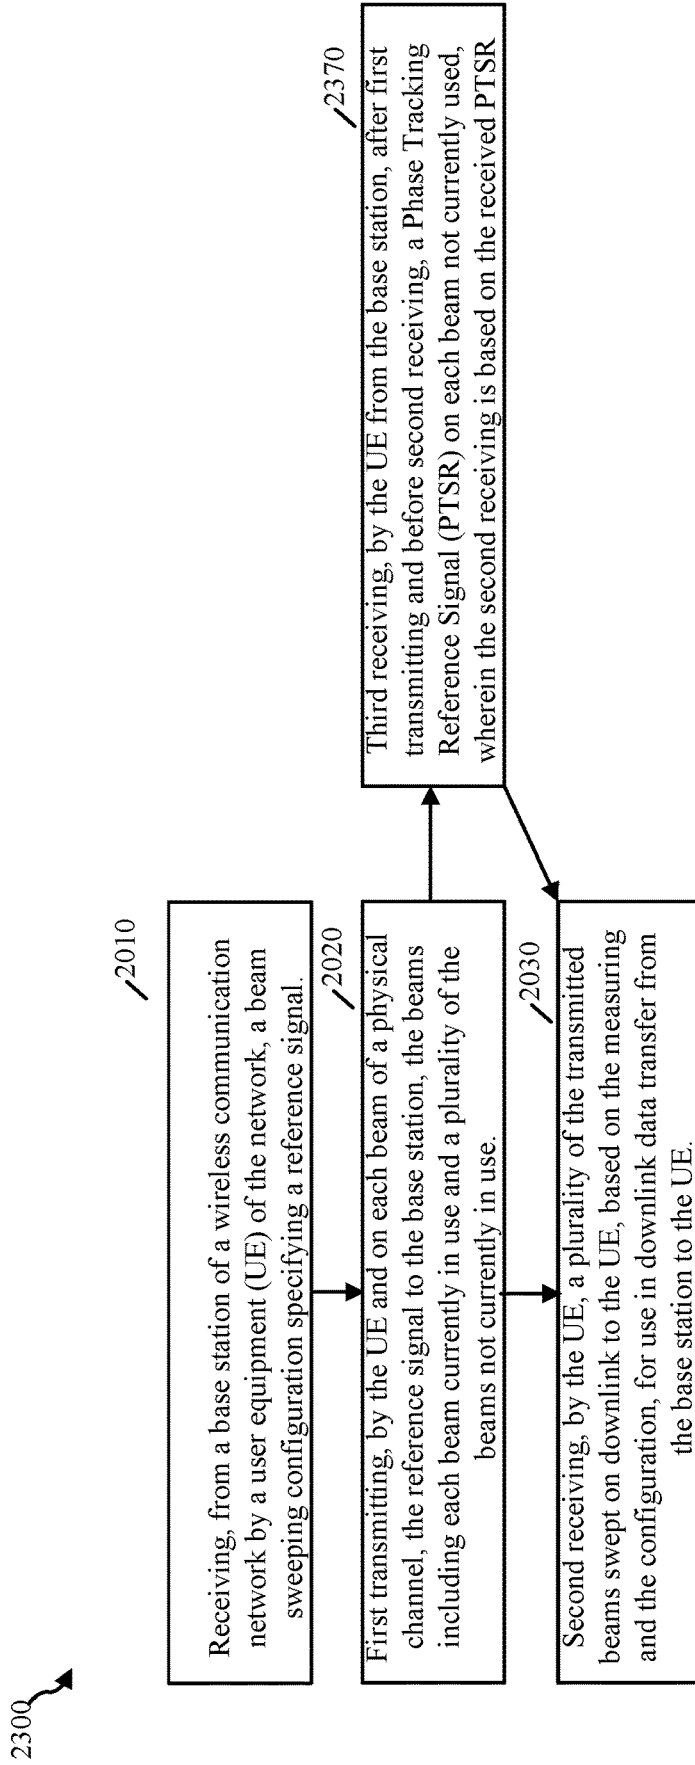 2300
2010
Receiving, from a base station of a wireless communication
network by a user equipment (UE) of the network, a beam
sweeping configuration specifying a reference signal.
2020
First transmitting, by the UE and on each beam of a physical
channel, the reference signal to the base station, the beams
including each beam currently in use and a plurality of the
beams not currently in use.
2370
Third receiving, by the UE from the base station, after first
transmitting and before second receiving, a Phase Tracking
Reference Signal (PTSR) on each beam not currently used,
wherein the second receiving is based on the received PTSR
2030
Second receiving, by the UE, a plurality of the transmitted
beams swept on downlink to the UE, based on the measuring
and the configuration, for use in downlink data transfer from
the base station to the UE.